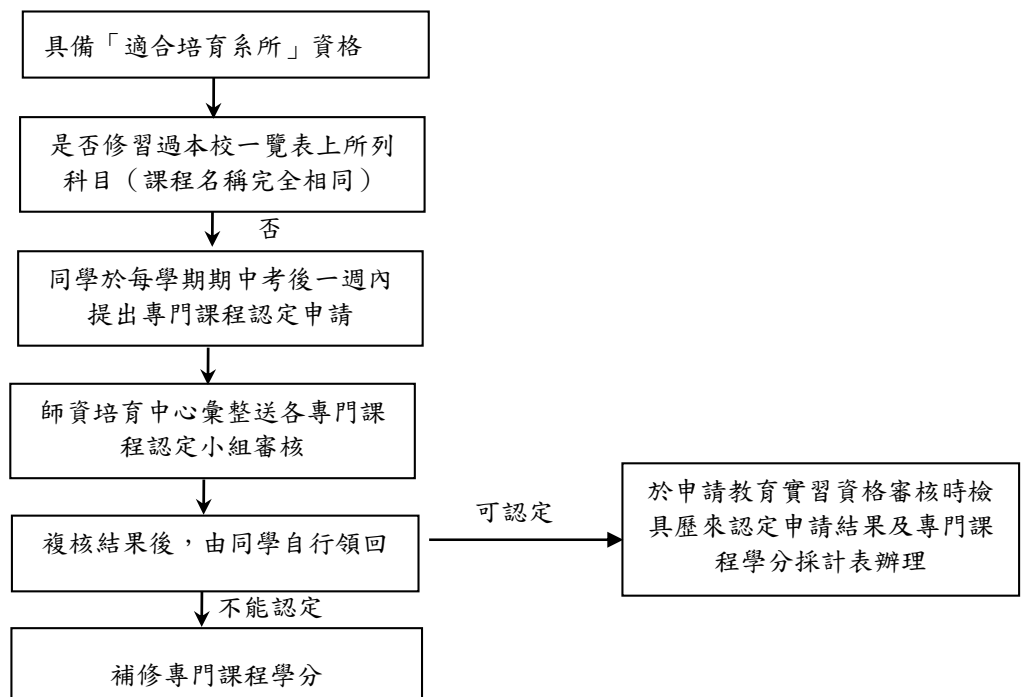 具備「適合培育系所」資格
是否修習過本校一覽表上所列
科目（課程名稱完全相同）
否
同學於每學期期中考後一週內
提出專門課程認定申請
師資培育中心彙整送各專門課
程認定小組審核
複核結果後，由同學自行領回
可認定
於申請教育實習資格審核時檢
具歷來認定申請結果及專門課
程學分採計表辦理
不能認定
補修專門課程學分